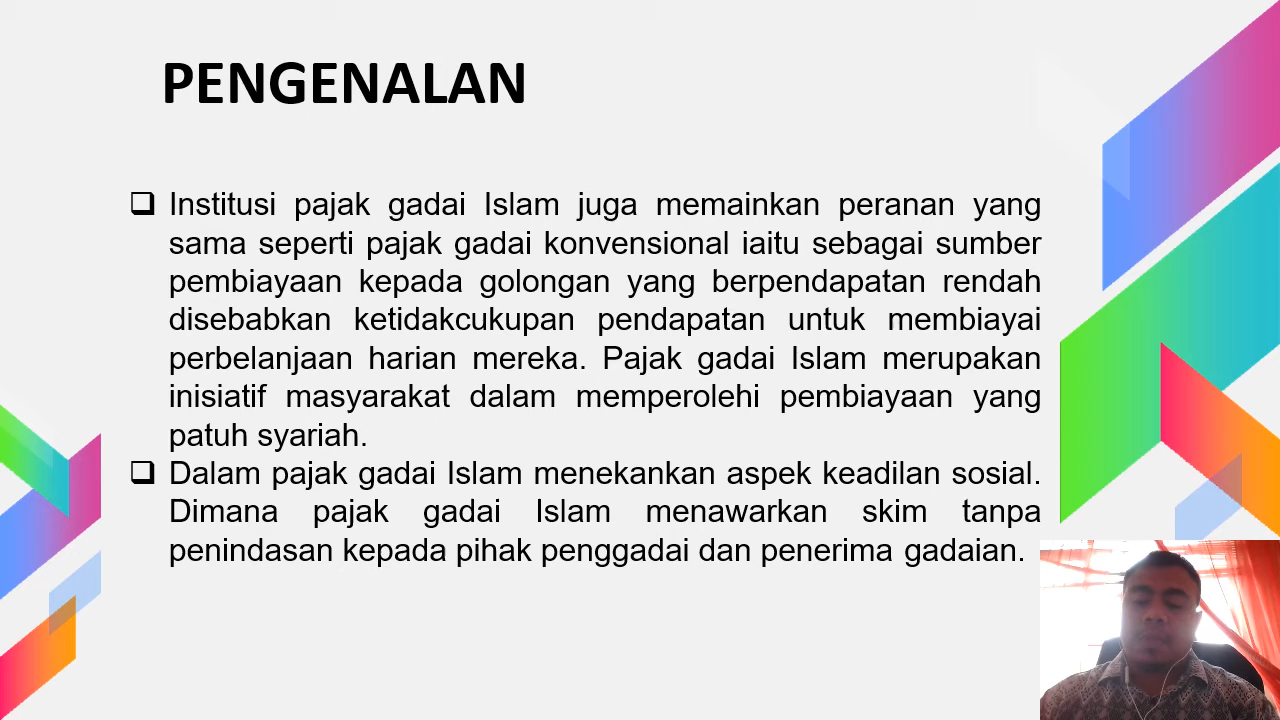 PENGENALAN
Institusi pajak gadai Islam juga memainkan peranan yang
sama seperti pajak gadai konvensional iaitu sebagai sumber
pembiayaan kepada golongan yang berpendapatan rendah
disebabkan ketidakcukupan pendapatan untuk membiayai
perbelanjaan harian mereka. Pajak gadai Islam merupakan
inisiatif masyarakat dalam memperolehi pembiayaan yang
patuh syariah.
Dalam pajak gadai Islam menekankan aspek keadilan sosial.
Dimana pajak gadai Islam menawarkan skim tanpa
penindasan kepada pihak penggadai dan penerima gadaian.